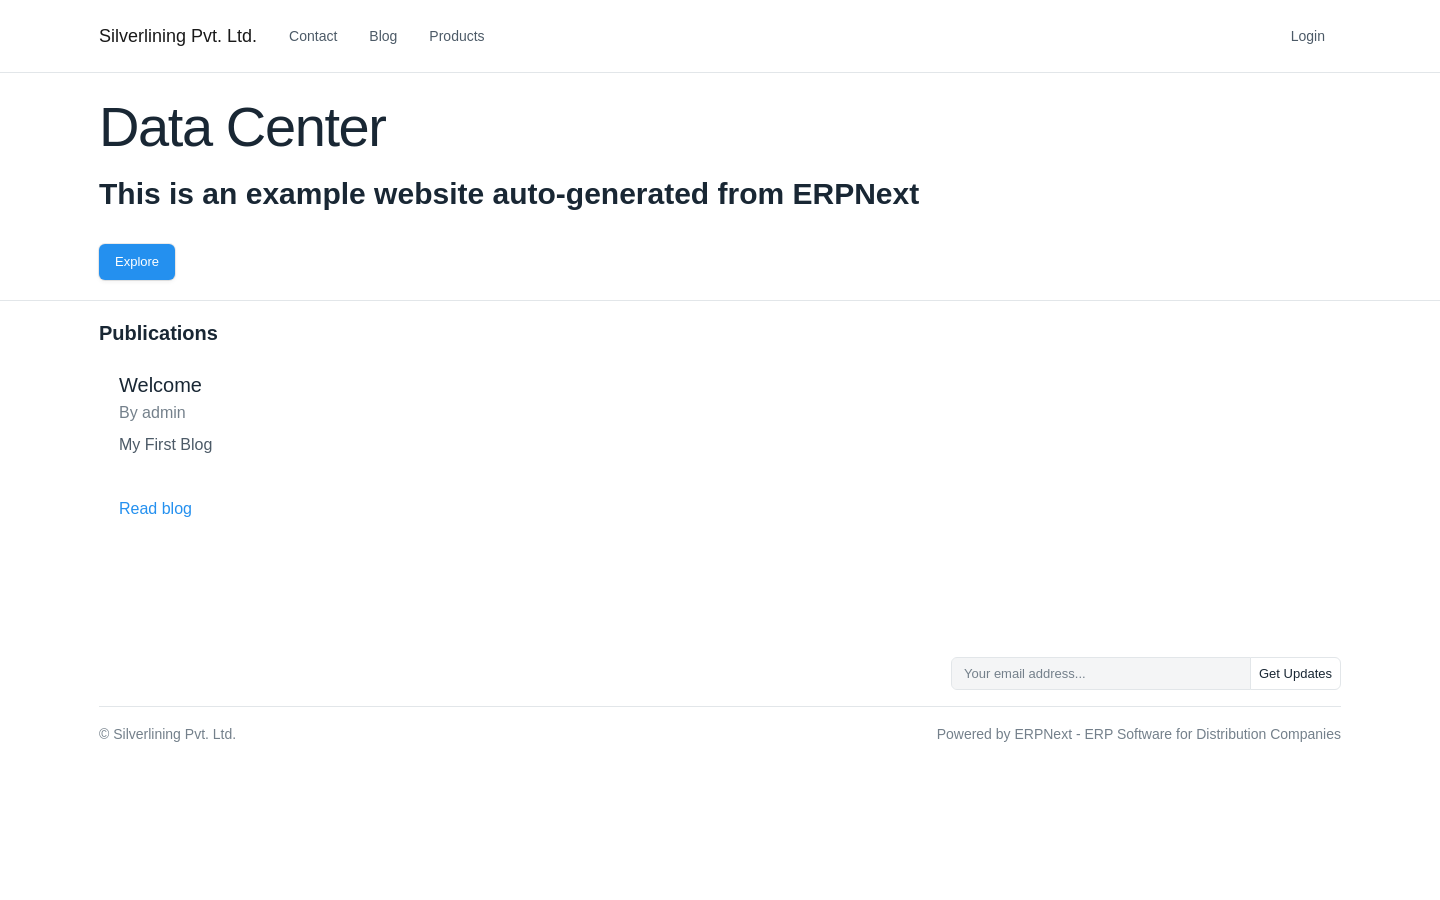 Silverlining Pvt. Ltd. Contact Blog Products Login
Data Center
This is an example website auto-generated from ERPNext
Explore
Publications
Welcome
By admin
My First Blog
Read blog
Your email address... Get Updates
© Silverlining Pvt. Ltd. Powered by ERPNext - ERP Software for Distribution Companies